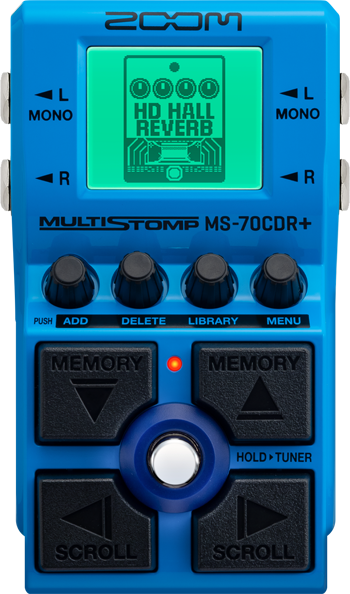 ZOOM
◄ L
MONO
◄ L
MONO
HD HALL
REVERB
◄ R
◄ R
MULTISTOMP MS-70CDR+
PUSH ADD DELETE LIBRARY MENU
MEMORY MEMORY
HOLD ▸ TUNER
SCROLL SCROLL